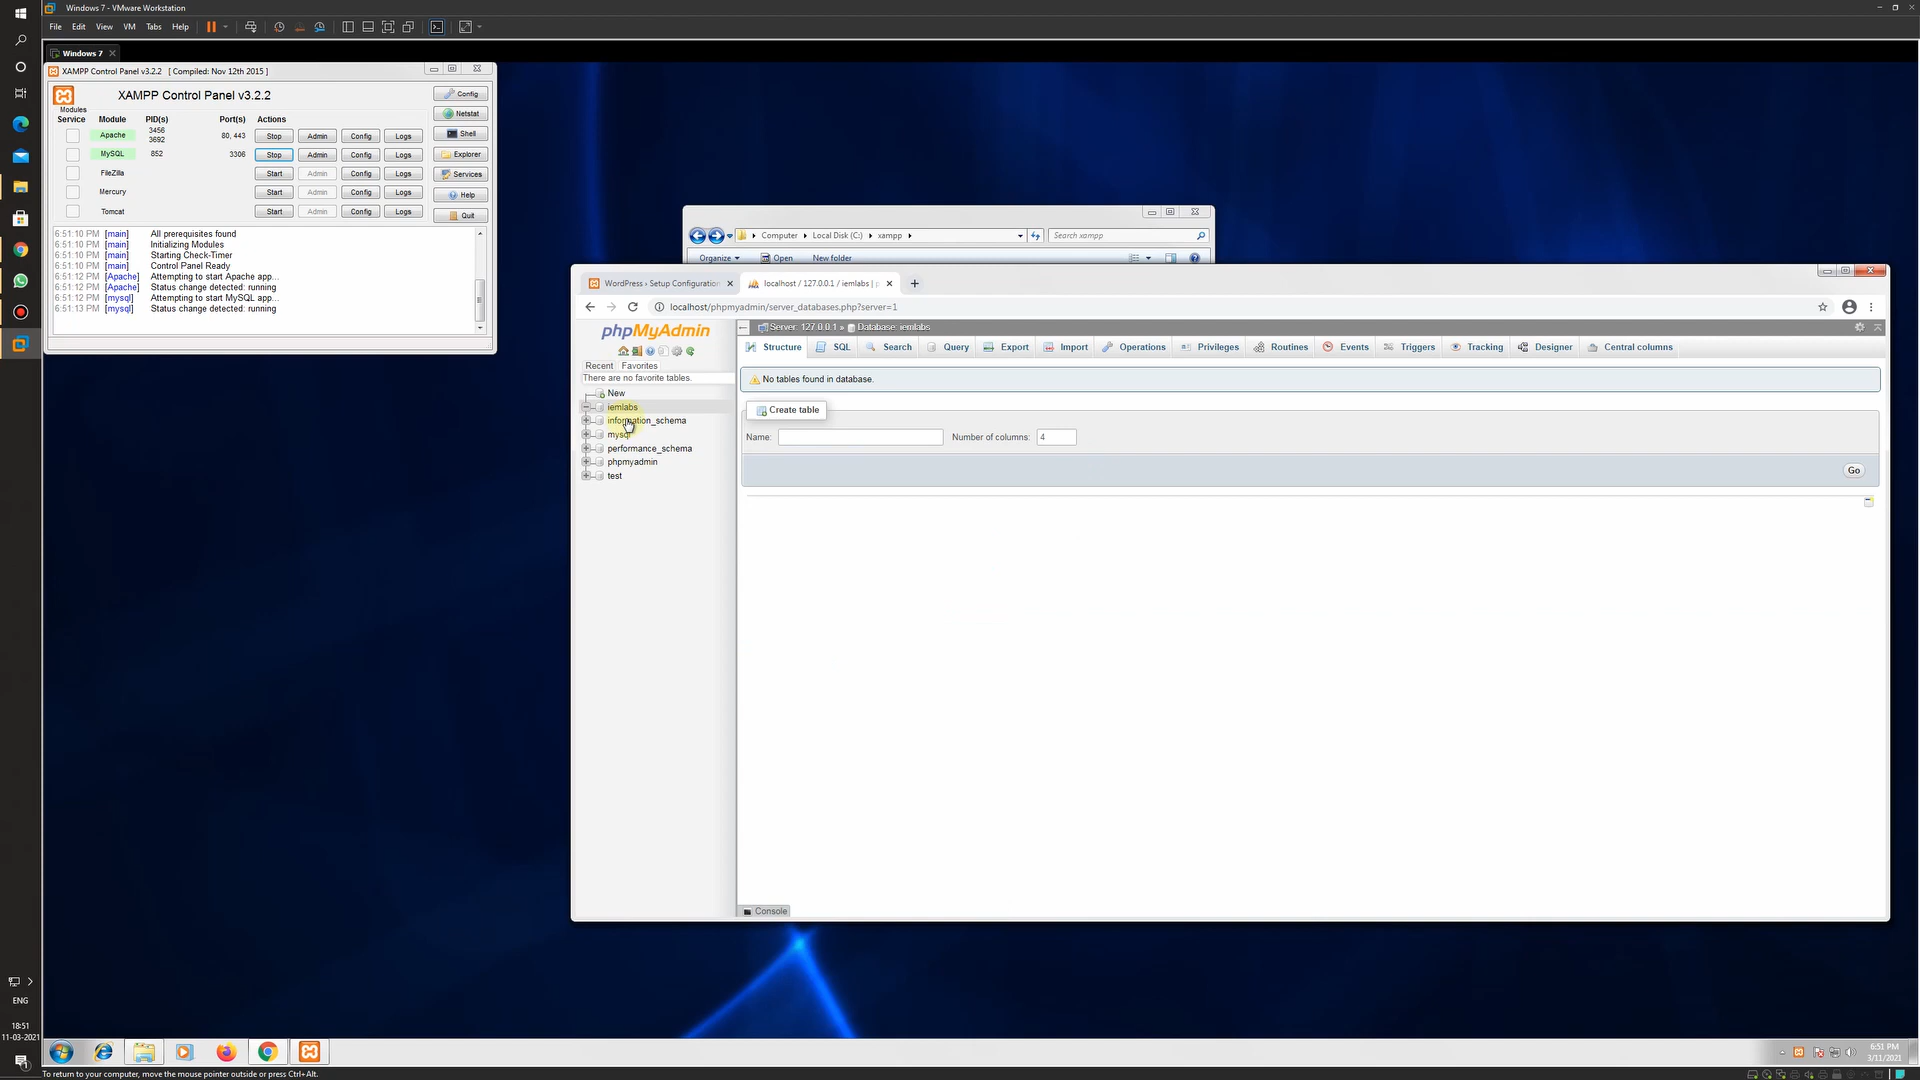 Windows 7 - VMware Workstation
File Edit View VM Tabs Help
Windows 7
XAMPP Control Panel v3.2.2 [ Compiled: Nov 12th 2015 ]
XAMPP Control Panel v3.2.2
Config
Modules
Service Module PID(s) Port(s) Actions
Netstat
Apache 3456 3692 80, 443 Stop Admin Config Logs
Shell
MySQL 852 3306 Stop Admin Config Logs
Explorer
FileZilla Start Admin Config Logs
Services
Mercury Start Admin Config Logs
Help
Tomcat Start Admin Config Logs
Quit
6:51:10 PM [main] All prerequisites found
6:51:10 PM [main] Initializing Modules
6:51:10 PM [main] Starting Check-Timer
6:51:10 PM [main] Control Panel Ready
6:51:12 PM [Apache] Attempting to start Apache app...
6:51:12 PM [Apache] Status change detected: running
6:51:12 PM [mysql] Attempting to start MySQL app...
6:51:13 PM [mysql] Status change detected: running
Computer Local Disk (C:) xampp Search xampp
Organize Open New folder
WordPress › Setup Configuration localhost / 127.0.0.1 / iemlabs | p
localhost/phpmyadmin/server_databases.php?server=1
phpMyAdmin
Server: 127.0.0.1 » Database: iemlabs
Structure SQL Search Query Export Import Operations Privileges Routines Events Triggers Tracking Designer Central columns
Recent Favorites
There are no favorite tables.
No tables found in database.
New
iemlabs
information_schema
mysql
performance_schema
phpmyadmin
test
Create table
Name: Number of columns: 4
Go
Console
ENG
18:51
11-03-2021
6:51 PM
3/11/2021
To return to your computer, move the mouse pointer outside or press Ctrl+Alt.